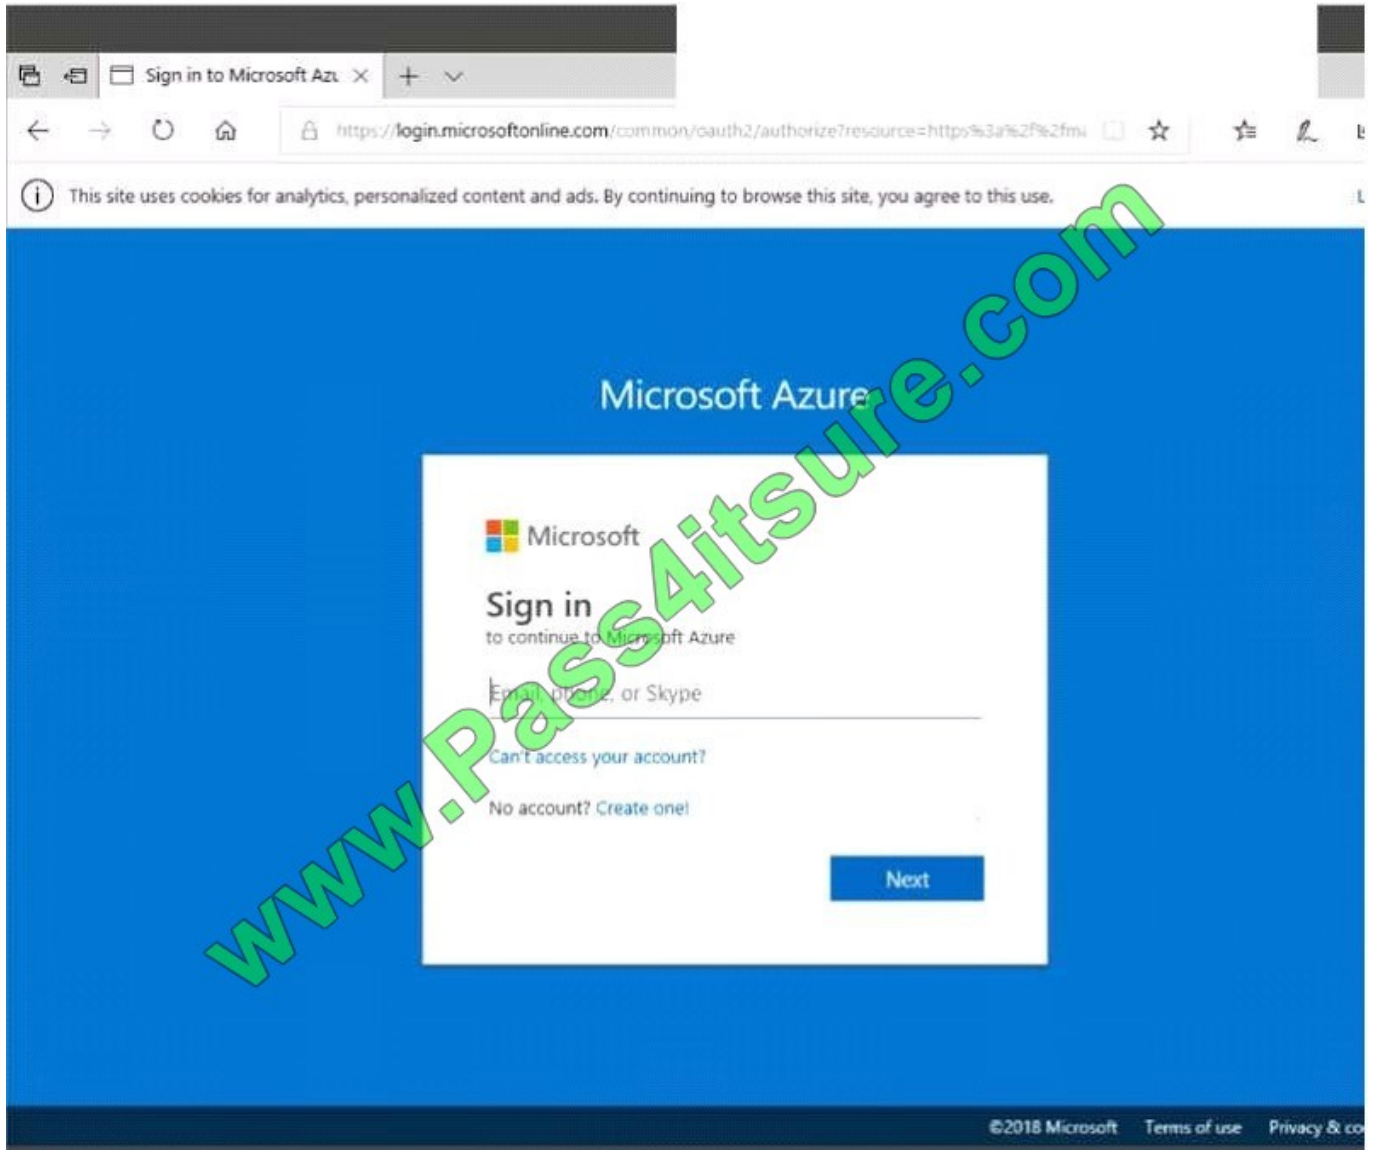 Sign in to Microsoft Azu
https://login.microsoftonline.com/common/oauth2/authorize?resource=https%3a%2f%2fma
This site uses cookies for analytics, personalized content and ads. By continuing to browse this site, you agree to this use.
Microsoft Azure
Microsoft
Sign in
to continue to Microsoft Azure
Email, phone, or Skype
Can't access your account?
No account? Create one!
Next
www.Pass4itsure.com
©2018 Microsoft Terms of use Privacy & co